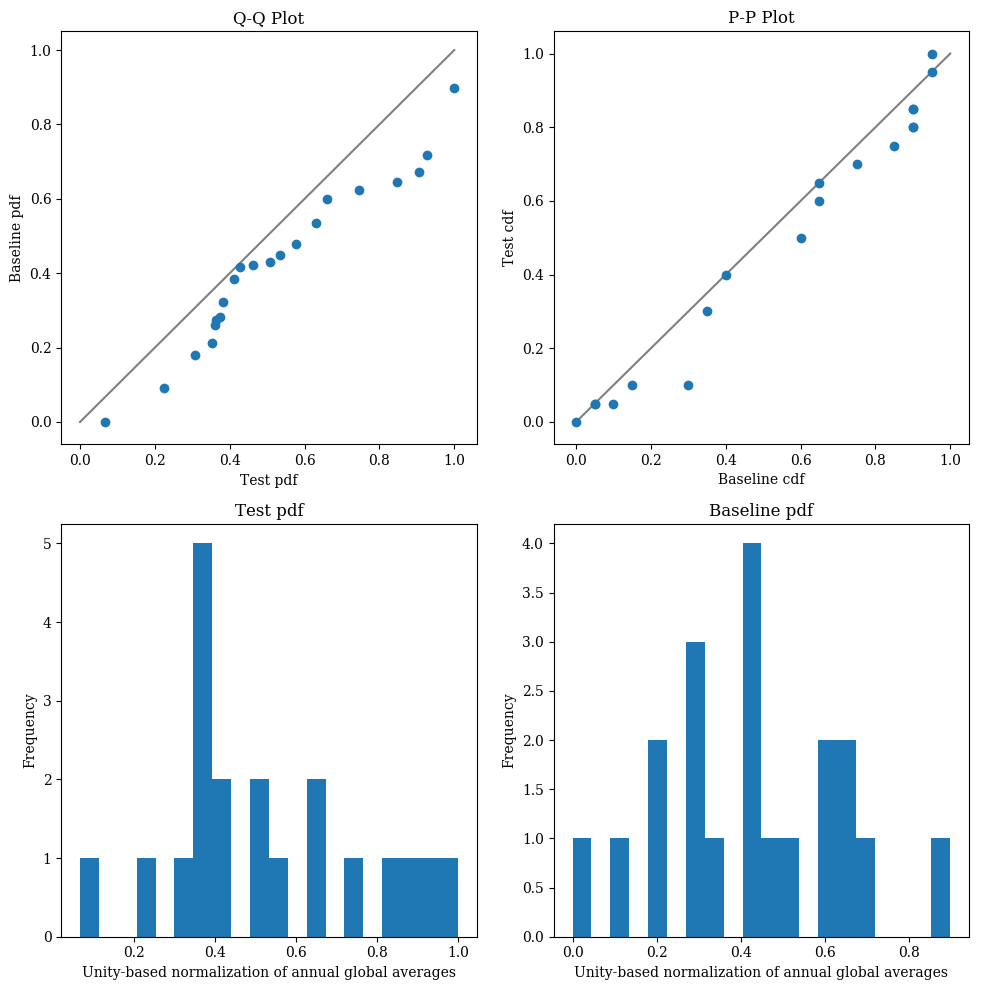 Q-Q Plot
1.0
0.8
0.6
0.4
0.2
0.0
Baseline pdf
0.0 0.2 0.4 0.6 0.8 1.0
Test pdf
P-P Plot
1.0
0.8
0.6
0.4
0.2
0.0
Test cdf
0.0 0.2 0.4 0.6 0.8 1.0
Baseline cdf
Test pdf
5
4
3
2
1
0
Frequency
0.2 0.4 0.6 0.8 1.0
Unity-based normalization of annual global averages
Baseline pdf
4.0
3.5
3.0
2.5
2.0
1.5
1.0
0.5
0.0
Frequency
0.0 0.2 0.4 0.6 0.8
Unity-based normalization of annual global averages